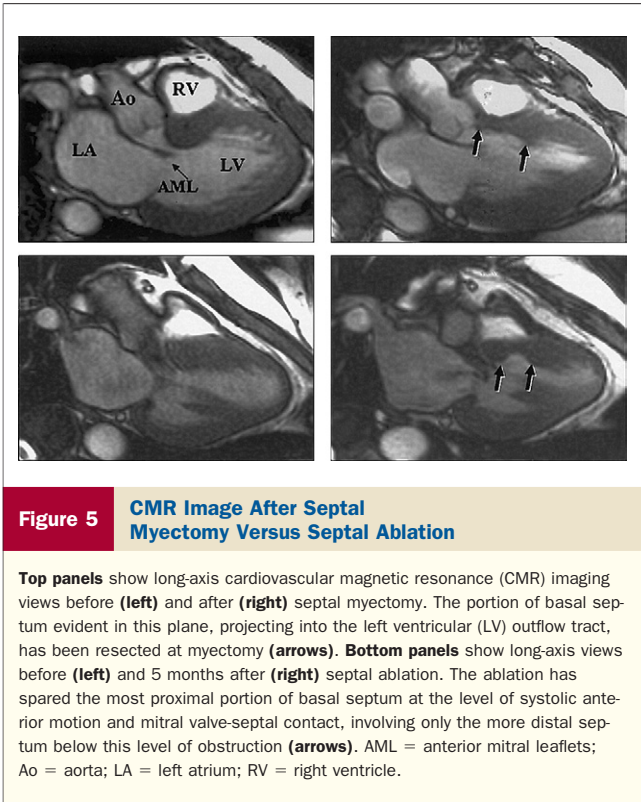 Ao
RV
LA
LV
AML
Figure 5
CMR Image After Septal
Myectomy Versus Septal Ablation
Top panels show long-axis cardiovascular magnetic resonance (CMR) imaging
views before (left) and after (right) septal myectomy. The portion of basal sep-
tum evident in this plane, projecting into the left ventricular (LV) outflow tract,
has been resected at myectomy (arrows). Bottom panels show long-axis views
before (left) and 5 months after (right) septal ablation. The ablation has
spared the most proximal portion of basal septum at the level of systolic ante-
rior motion and mitral valve-septal contact, involving only the more distal sep-
tum below this level of obstruction (arrows). AML = anterior mitral leaflets;
Ao = aorta; LA = left atrium; RV = right ventricle.